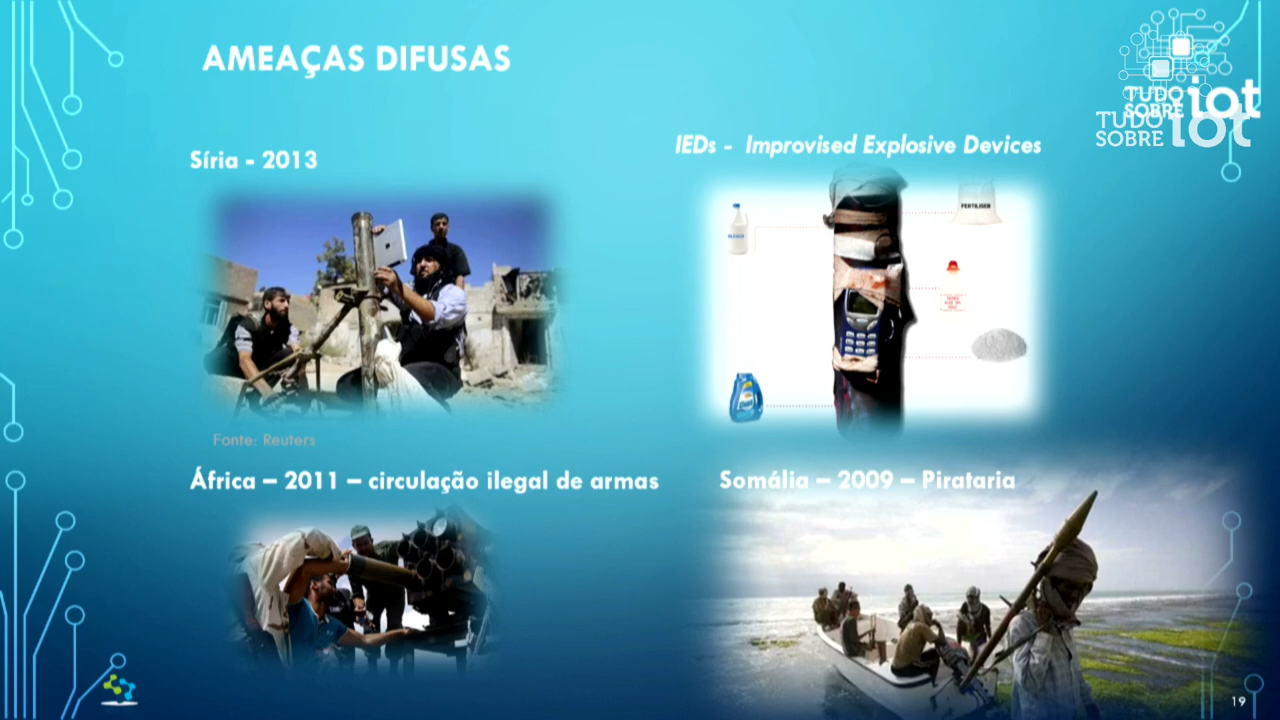 AMEAÇAS DIFUSAS
TUDO
SOBRE iot
TUDO
SOBRE iot
Síria - 2013
IEDs - Improvised Explosive Devices
FERTILISER
BLEACH
Fonte: Reuters
África – 2011 – circulação ilegal de armas
Somália – 2009 – Pirataria
19